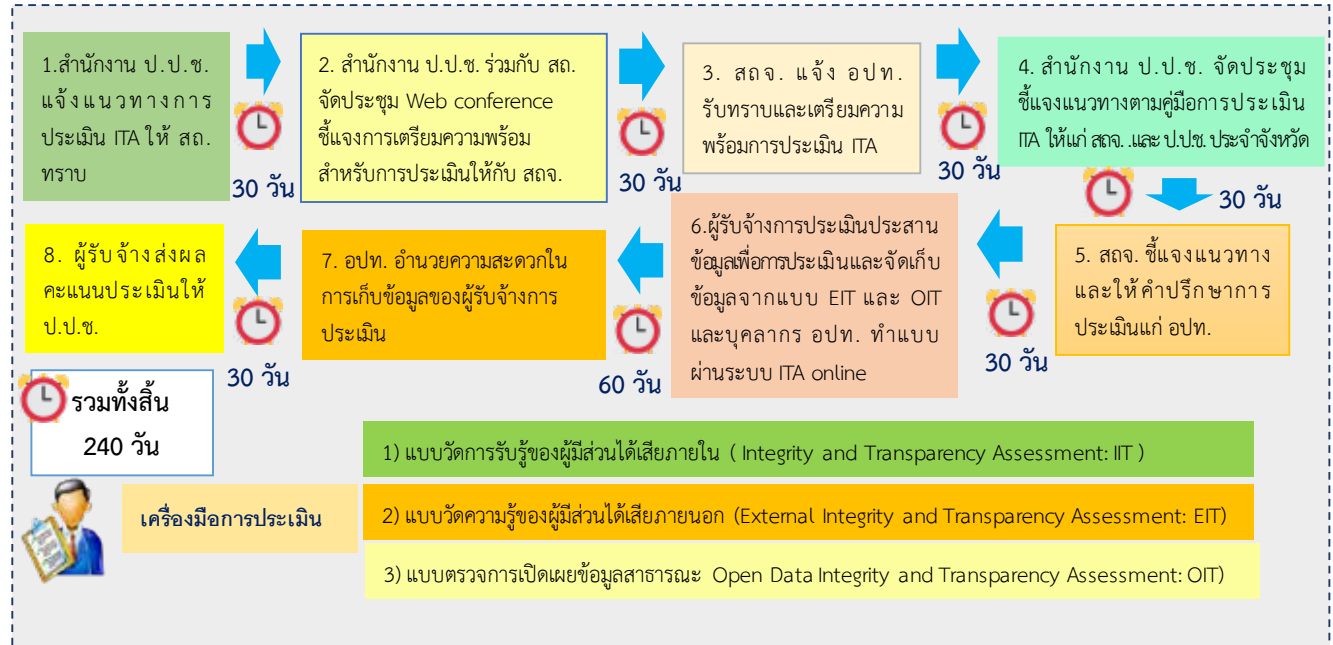 1.สำนักงาน ป.ป.ช.
แจ้งแนวทางการ
ประเมิน ITA ให้ สถ.
ทราบ
30 วัน
2. สำนักงาน ป.ป.ช. ร่วมกับ สถ.
จัดประชุม Web conference
ชี้แจงการเตรียมความพร้อม
สำหรับการประเมินให้กับ สถจ.
30 วัน
3. สถจ. แจ้ง อปท.
รับทราบและเตรียมความ
พร้อมการประเมิน ITA
30 วัน
4. สำนักงาน ป.ป.ช. จัดประชุม
ชี้แจงแนวทางตามคู่มือการประเมิน
ITA ให้แก่ สถจ. .และ ป.ป.ช. ประจำจังหวัด
30 วัน
5. สถจ. ชี้แจงแนวทาง
และให้คำปรึกษาการ
ประเมินแก่ อปท.
30 วัน
6.ผู้รับจ้างการประเมินประสาน
ข้อมูลเพื่อการประเมินและจัดเก็บ
ข้อมูลจากแบบ EIT และ OIT
และบุคลากร อปท. ทำแบบ
ผ่านระบบ ITA online
60 วัน
7. อปท. อำนวยความสะดวกใน
การเก็บข้อมูลของผู้รับจ้างการ
ประเมิน
30 วัน
8. ผู้รับจ้างส่งผล
คะแนนประเมินให้
ป.ป.ช.
รวมทั้งสิ้น
240 วัน
เครื่องมือการประเมิน
1) แบบวัดการรับรู้ของผู้มีส่วนได้เสียภายใน ( Integrity and Transparency Assessment: IIT )
2) แบบวัดความรู้ของผู้มีส่วนได้เสียภายนอก (External Integrity and Transparency Assessment: EIT)
3) แบบตรวจการเปิดเผยข้อมูลสาธารณะ Open Data Integrity and Transparency Assessment: OIT)